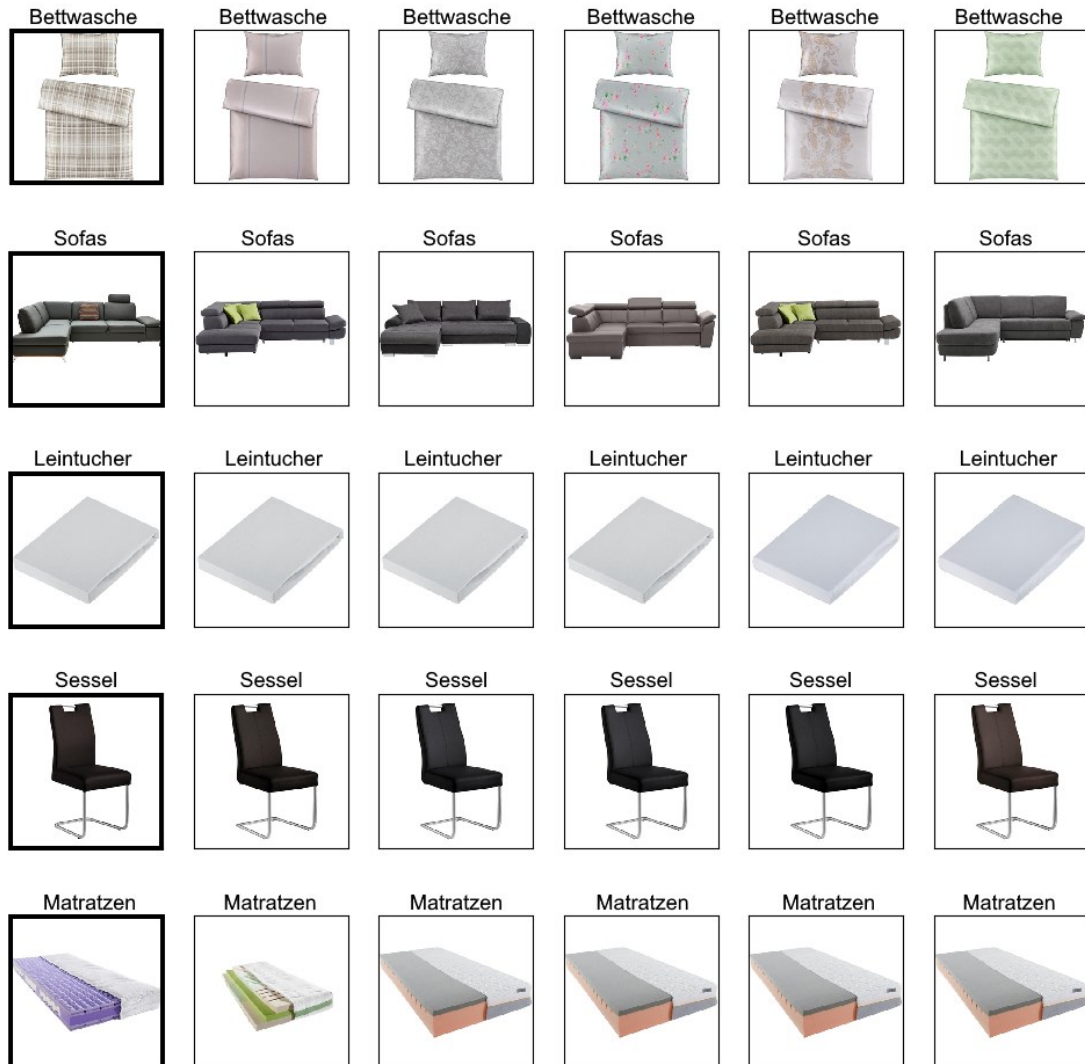 Bettwasche Bettwasche Bettwasche Bettwasche Bettwasche Bettwasche
Sofas Sofas Sofas Sofas Sofas Sofas
Leintucher Leintucher Leintucher Leintucher Leintucher Leintucher
Sessel Sessel Sessel Sessel Sessel Sessel
Matratzen Matratzen Matratzen Matratzen Matratzen Matratzen